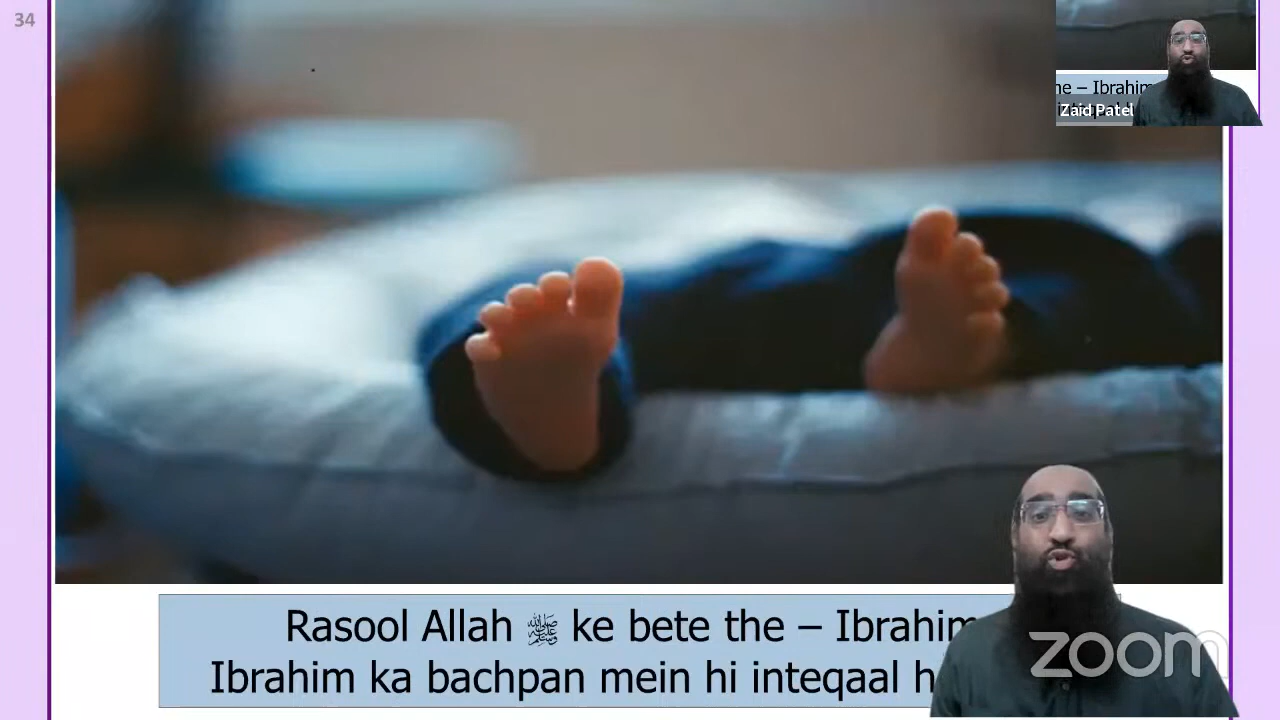 34
ne – Ibrahim
Zaid Patel
Rasool Allah ﷺ ke bete the – Ibrahim
Ibrahim ka bachpan mein hi inteqaal h
zoom